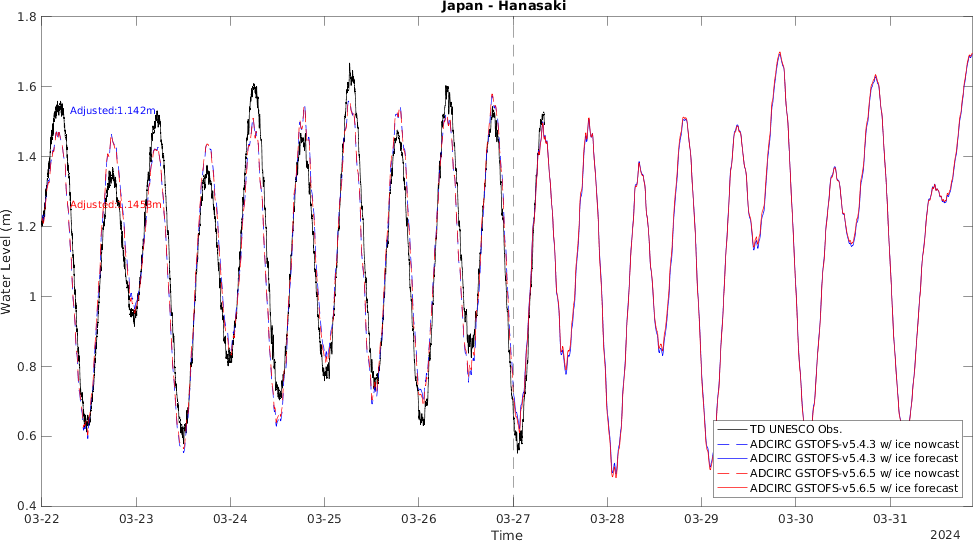 Japan - Hanasaki
1.8
1.6
1.4
1.2
1
0.8
0.6
0.4
Water Level (m)
Adjusted:1.142m
Adjusted:1.1453m
TD UNESCO Obs.
ADCIRC GSTOFS-v5.4.3 w/ ice nowcast
ADCIRC GSTOFS-v5.4.3 w/ ice forecast
ADCIRC GSTOFS-v5.6.5 w/ ice nowcast
ADCIRC GSTOFS-v5.6.5 w/ ice forecast
03-22 03-23 03-24 03-25 03-26 03-27 03-28 03-29 03-30 03-31
Time
2024